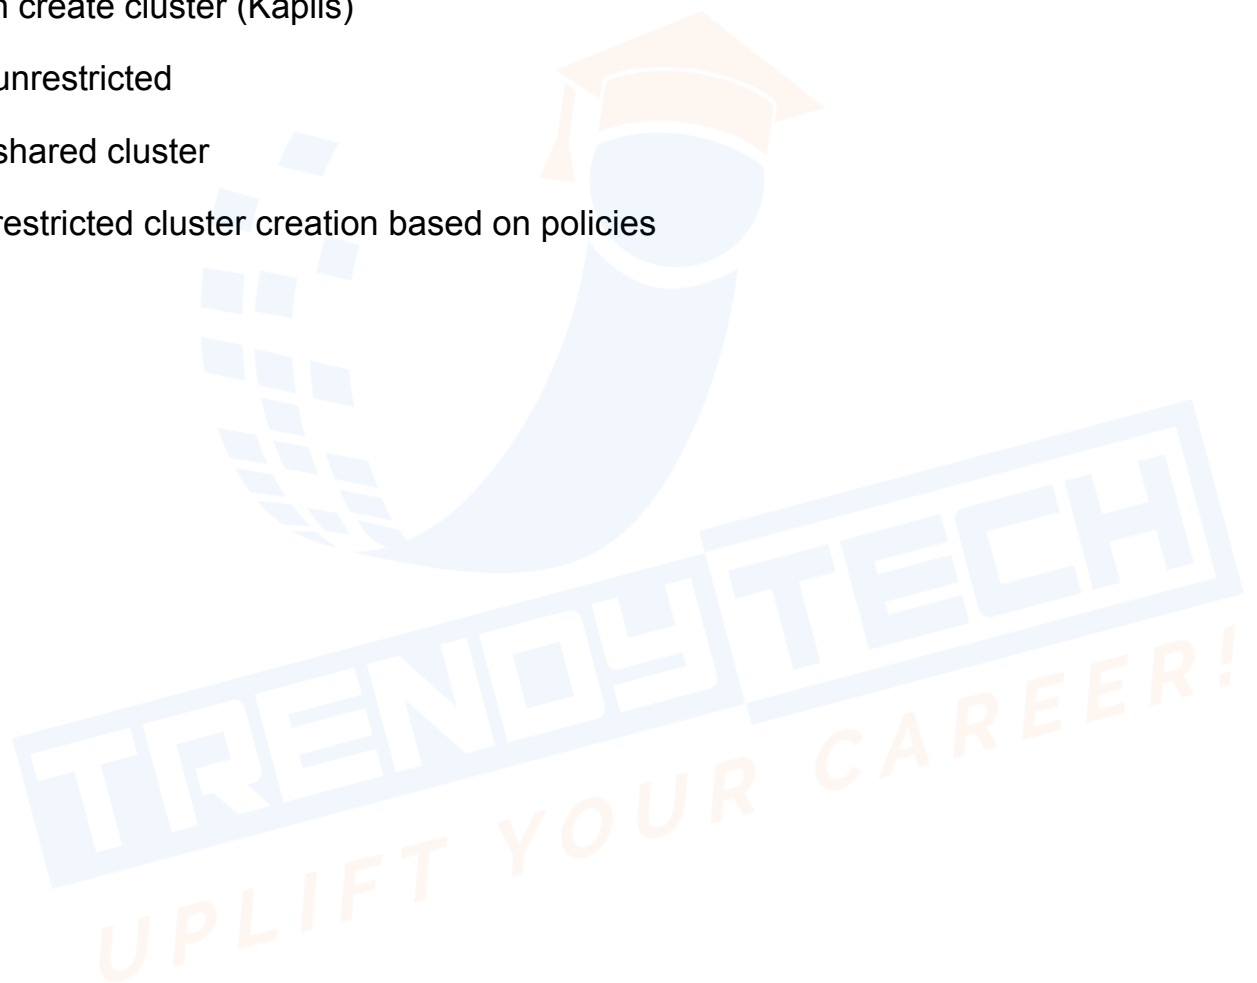 create cluster (Kapils)
unrestricted
shared cluster
restricted cluster creation based on policies
TRENDYTECH
UPLIFT YOUR CAREER!